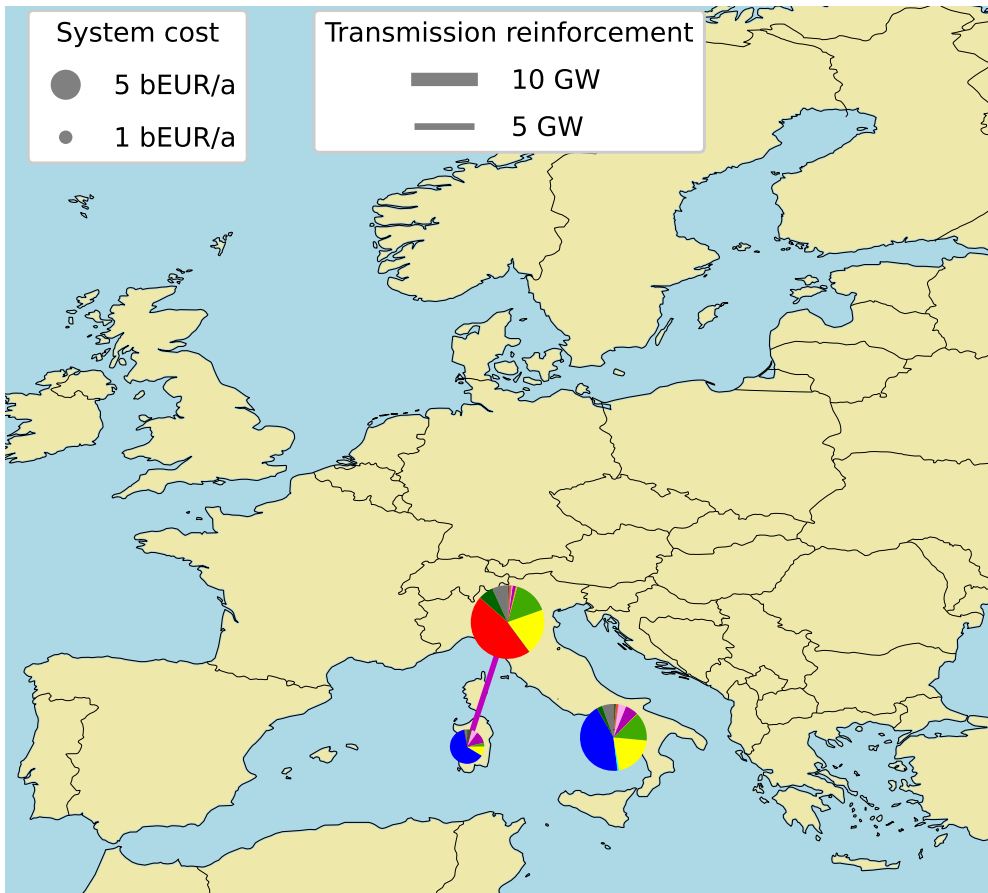 System cost
5 bEUR/a
1 bEUR/a
Transmission reinforcement
10 GW
5 GW